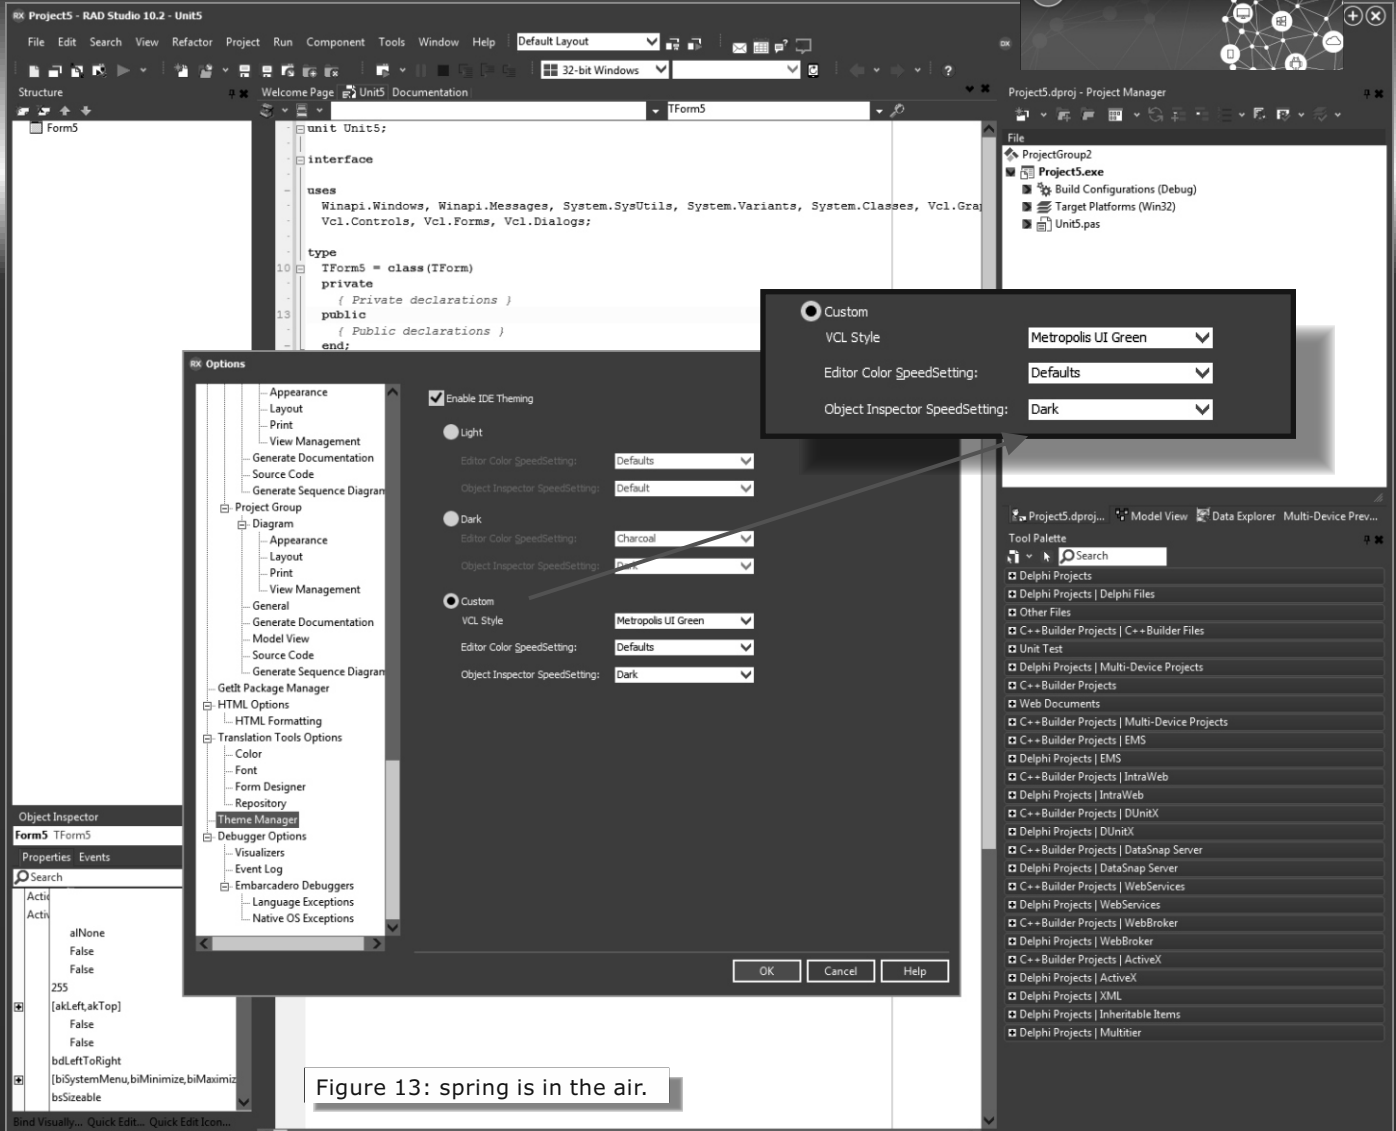 RX Project5 - RAD Studio 10.2 - Unit5
File Edit Search View Refactor Project Run Component Tools Window Help Default Layout
32-bit Windows
Structure
Form5
Welcome Page Unit5 Documentation
TForm5
unit Unit5;
interface
uses
Winapi.Windows, Winapi.Messages, System.SysUtils, System.Variants, System.Classes, Vcl.Grap
Vcl.Controls, Vcl.Forms, Vcl.Dialogs;
type
10 TForm5 = class(TForm)
private
{ Private declarations }
13 public
{ Public declarations }
end;
Project5.dproj - Project Manager
File
ProjectGroup2
Project5.exe
Build Configurations (Debug)
Target Platforms (Win32)
Unit5.pas
Custom
VCL Style Metropolis UI Green
Editor Color SpeedSetting: Defaults
Object Inspector SpeedSetting: Dark
RX Options
Appearance
Layout
Print
View Management
Generate Documentation
Source Code
Generate Sequence Diagram
Project Group
Diagram
Appearance
Layout
Print
View Management
General
Generate Documentation
Model View
Source Code
Generate Sequence Diagram
GetIt Package Manager
HTML Options
HTML Formatting
Translation Tools Options
Color
Font
Form Designer
Repository
Theme Manager
Debugger Options
Visualizers
Event Log
Embarcadero Debuggers
Language Exceptions
Native OS Exceptions
Enable IDE Theming
Light
Editor Color SpeedSetting: Defaults
Object Inspector SpeedSetting: Default
Dark
Editor Color SpeedSetting: Charcoal
Object Inspector SpeedSetting: Dark
Custom
VCL Style Metropolis UI Green
Editor Color SpeedSetting: Defaults
Object Inspector SpeedSetting: Dark
OK Cancel Help
Project5.dproj... Model View Data Explorer Multi-Device Prev...
Tool Palette
Search
Delphi Projects
Delphi Projects | Delphi Files
Other Files
C++Builder Projects | C++Builder Files
Unit Test
Delphi Projects | Multi-Device Projects
C++Builder Projects
Web Documents
C++Builder Projects | Multi-Device Projects
C++Builder Projects | EMS
Delphi Projects | EMS
C++Builder Projects | IntraWeb
Delphi Projects | IntraWeb
C++Builder Projects | DUnitX
Delphi Projects | DUnitX
C++Builder Projects | DataSnap Server
Delphi Projects | DataSnap Server
C++Builder Projects | WebServices
Delphi Projects | WebServices
C++Builder Projects | WebBroker
Delphi Projects | WebBroker
C++Builder Projects | ActiveX
Delphi Projects | ActiveX
Delphi Projects | XML
Delphi Projects | Inheritable Items
Delphi Projects | Multitier
Object Inspector
Form5 TForm5
Properties Events
Search
Actio
Activ
alNone
False
False
255
[akLeft,akTop]
False
False
bdLeftToRight
[biSystemMenu,biMinimize,biMaximiz
bsSizeable
Bind Visually... Quick Edit... Quick Edit Icon...
Figure 13: spring is in the air.